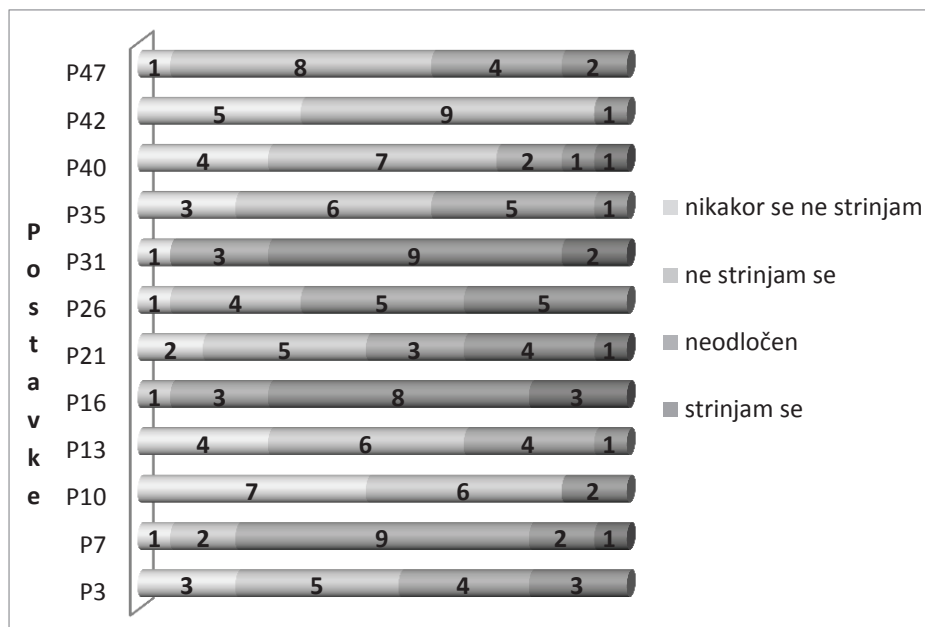 Postavke
P47 1 8 4 2
P42 5 9 1
P40 4 7 2 1 1
P35 3 6 5 1
P31 1 3 9 2
P26 1 4 5 5
P21 2 5 3 4 1
P16 1 3 8 3
P13 4 6 4 1
P10 7 6 2
P7 1 2 9 2 1
P3 3 5 4 3
nikakor se ne strinjam
ne strinjam se
neodločen
strinjam se